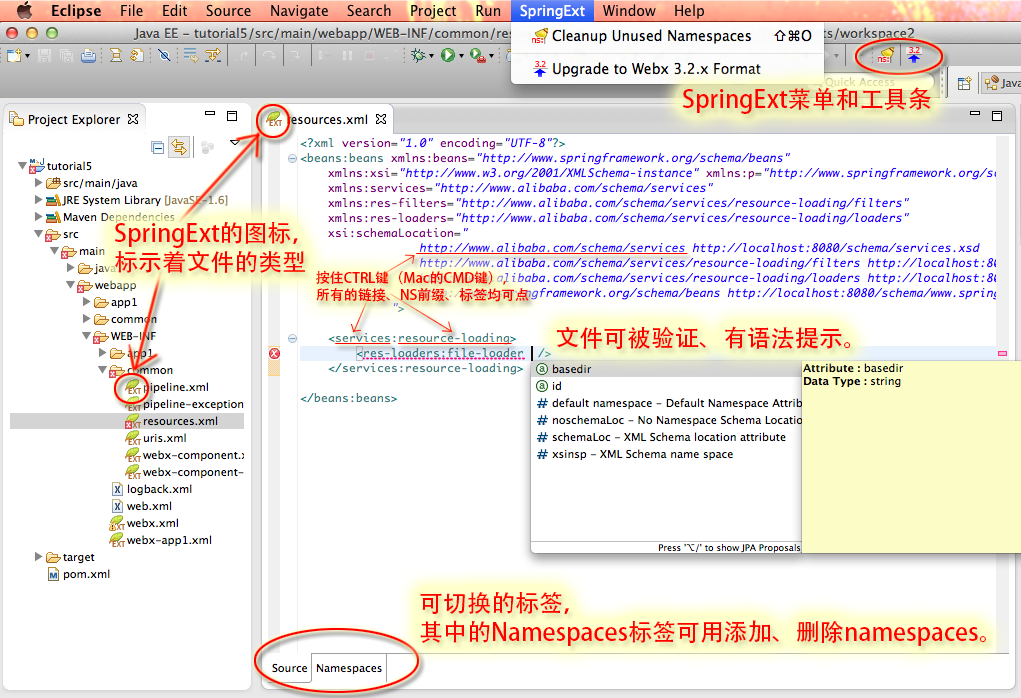 Eclipse File Edit Source Navigate Search Project Run SpringExt Window Help
Java EE - tutorial5/src/main/webapp/WEB-INF/common/res
ts/workspace2
Cleanup Unused Namespaces ⇧⌘O
Upgrade to Webx 3.2.x Format
Quick Access
Java
SpringExt菜单和工具条
Project Explorer
resources.xml
tutorial5
src/main/java
JRE System Library [JavaSE-1.6]
Maven Dependencies
src
main
java
webapp
app1
common
WEB-INF
app1
common
pipeline.xml
pipeline-exception
resources.xml
uris.xml
webx-component.x
webx-component-
logback.xml
web.xml
webx.xml
webx-app1.xml
target
pom.xml
SpringExt的图标,
标示着文件的类型
<?xml version="1.0" encoding="UTF-8"?>
<beans:beans xmlns:beans="http://www.springframework.org/schema/beans"
xmlns:xsi="http://www.w3.org/2001/XMLSchema-instance" xmlns:p="http://www.springframework.org/sc
xmlns:services="http://www.alibaba.com/schema/services"
xmlns:res-filters="http://www.alibaba.com/schema/services/resource-loading/filters"
xmlns:res-loaders="http://www.alibaba.com/schema/services/resource-loading/loaders"
xsi:schemaLocation="
http://www.alibaba.com/schema/services http://localhost:8080/schema/services.xsd
http://www.alibaba.com/schema/services/resource-loading/filters http://localhost:80
alibaba.com/schema/services/resource-loading/loaders http://localhost:80
springframework.org/schema/beans http://localhost:8080/schema/www.spr
">
按住CTRL键（Mac的CMD键），
所有的链接、NS前缀、标签均可点
<services:resource-loading>
<res-loaders:file-loader />
</services:resource-loading>
</beans:beans>
文件可被验证、有语法提示。
basedir
id
default namespace - Default Namespace Attrib
noschemaLoc - No Namespace Schema Locatio
schemaLoc - XML Schema location attribute
xsinsp - XML Schema name space
Press '⌥/' to show JPA Proposals
Attribute : basedir
Data Type : string
可切换的标签,
其中的Namespaces标签可用添加、删除namespaces。
Source Namespaces